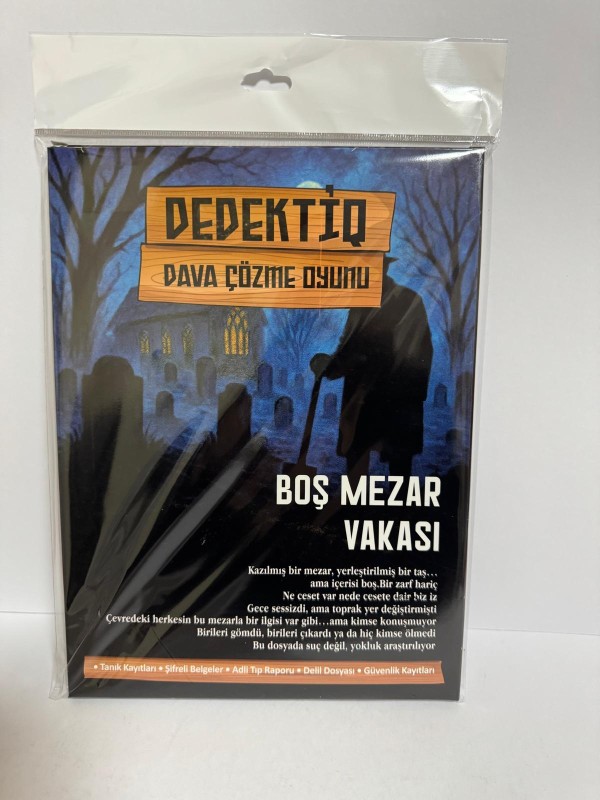 DEDEKTİQ
DAVA ÇÖZME OYUNU
BOŞ MEZAR
VAKASI
Kazılmış bir mezar, yerleştirilmiş bir taş…
ama içerisi boş.Bir zarf hariç
Ne ceset var nede cesete dair biz iz
Gece sessizdi, ama toprak yer değiştirmişti
Çevredeki herkesin bu mezarla bir ilgisi var gibi…ama kimse konuşmuyor
Birileri gömdü, birileri çıkardı ya da hiç kimse ölmedi
Bu dosyada suç değil, yokluk araştırılıyor
• Tanık Kayıtları • Şifreli Belgeler • Adli Tıp Raporu • Delil Dosyası • Güvenlik Kayıtları